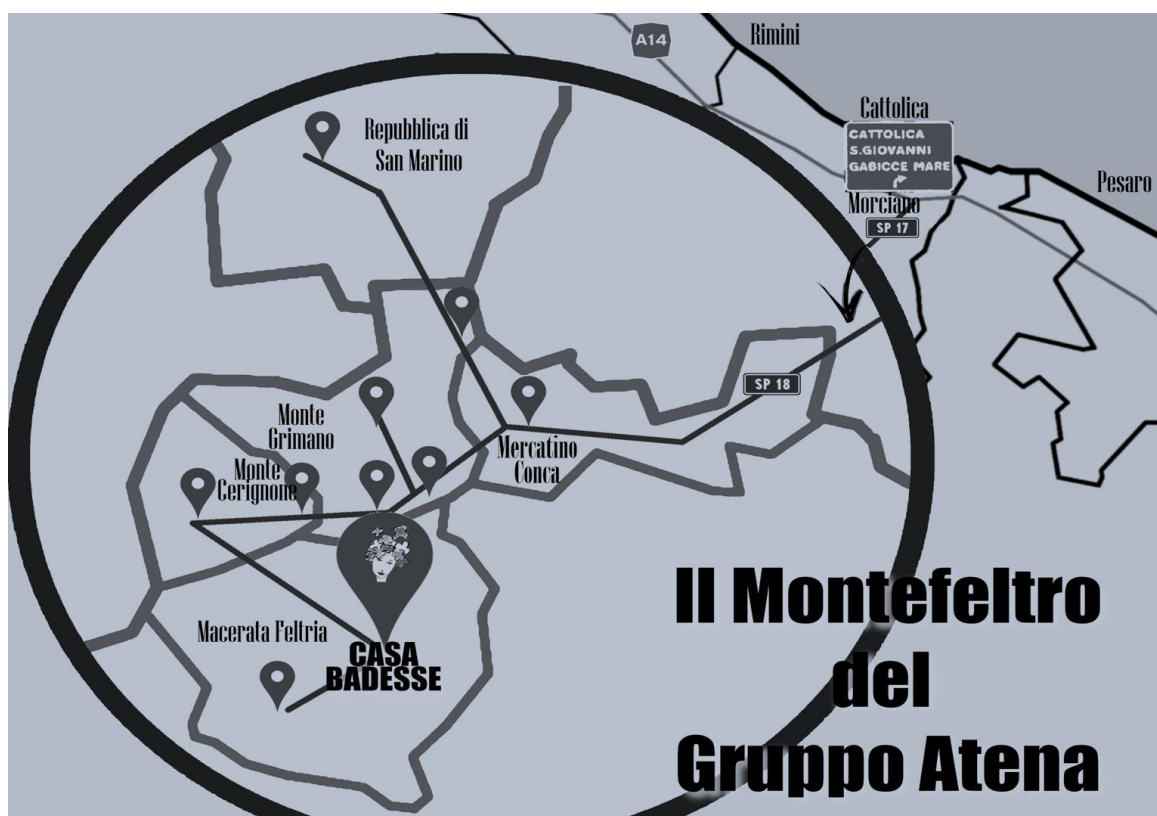 A14
Rimini
Cattolica
CATTOLICA
S.GIOVANNI
GABICCE MARE
Repubblica di
San Marino
Pesaro
Morciano
SP 17
SP 18
Monte
Grimano
Mercatino
Conca
Monte
Cerignone
Macerata Feltria
CASA
BADESSE
Il Montefeltro
del
Gruppo Atena